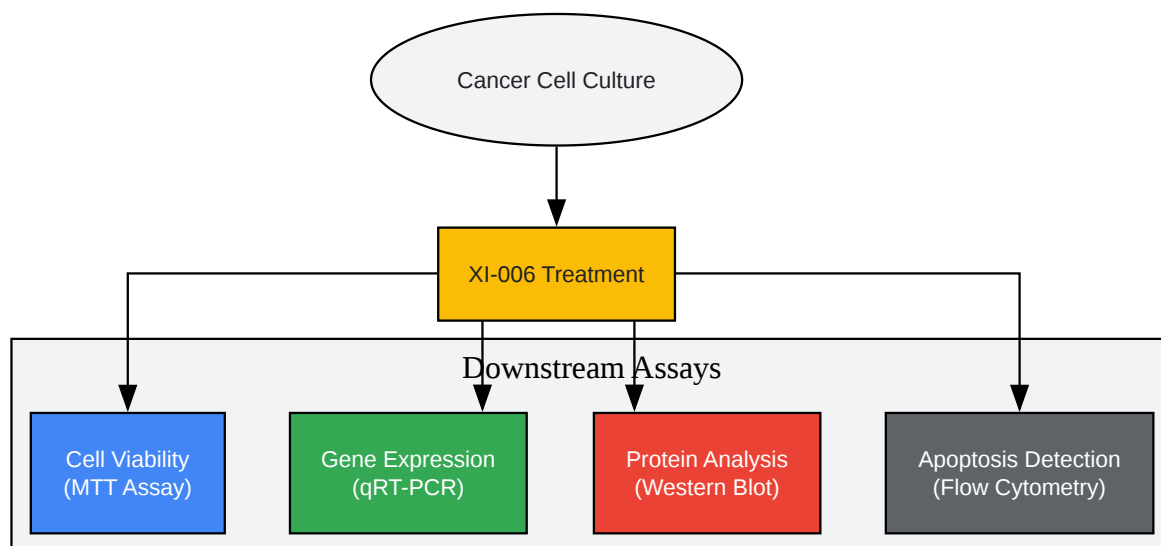 Cancer Cell Culture
XI-006 Treatment
Downstream Assays
Cell Viability
(MTT Assay)
Gene Expression
(qRT-PCR)
Protein Analysis
(Western Blot)
Apoptosis Detection
(Flow Cytometry)